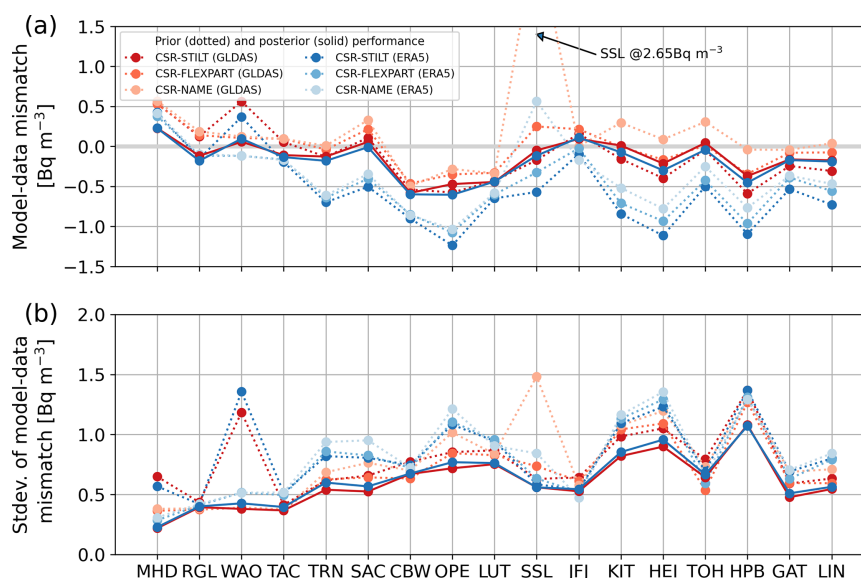 (a)
Model-data mismatch
[Bq m⁻³]
1.5
1.0
0.5
0.0
−0.5
−1.0
−1.5
Prior (dotted) and posterior (solid) performance
CSR-STILT (GLDAS) CSR-STILT (ERA5)
CSR-FLEXPART (GLDAS) CSR-FLEXPART (ERA5)
CSR-NAME (GLDAS) CSR-NAME (ERA5)
SSL @2.65Bq m⁻³
(b)
Stdev. of model-data
mismatch [Bq m⁻³]
2.0
1.5
1.0
0.5
0.0
MHD RGL WAO TAC TRN SAC CBW OPE LUT SSL JFJ KIT HEI TOH HPB GAT LIN